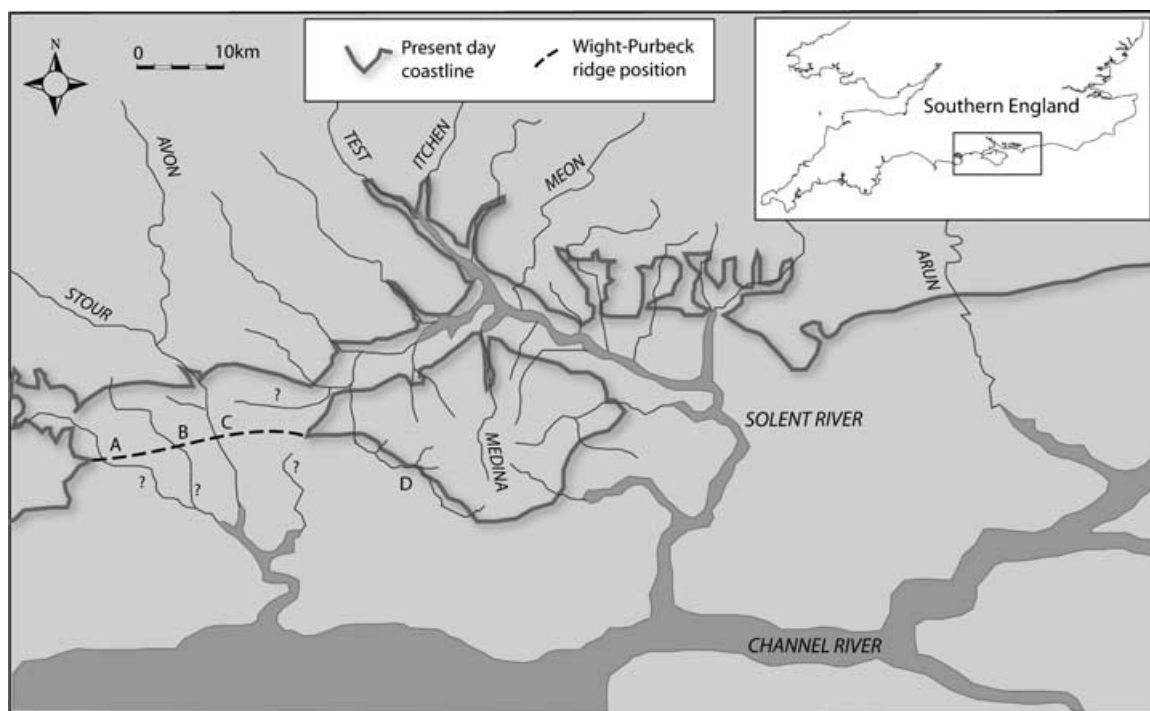 N
0 10km
Present day
coastline
Wight-Purbeck
ridge position
Southern England
AVON
TEST
ITCHEN
MEON
STOUR
ARUN
?
A
B
C
SOLENT RIVER
MEDINA
?
?
?
D
CHANNEL RIVER